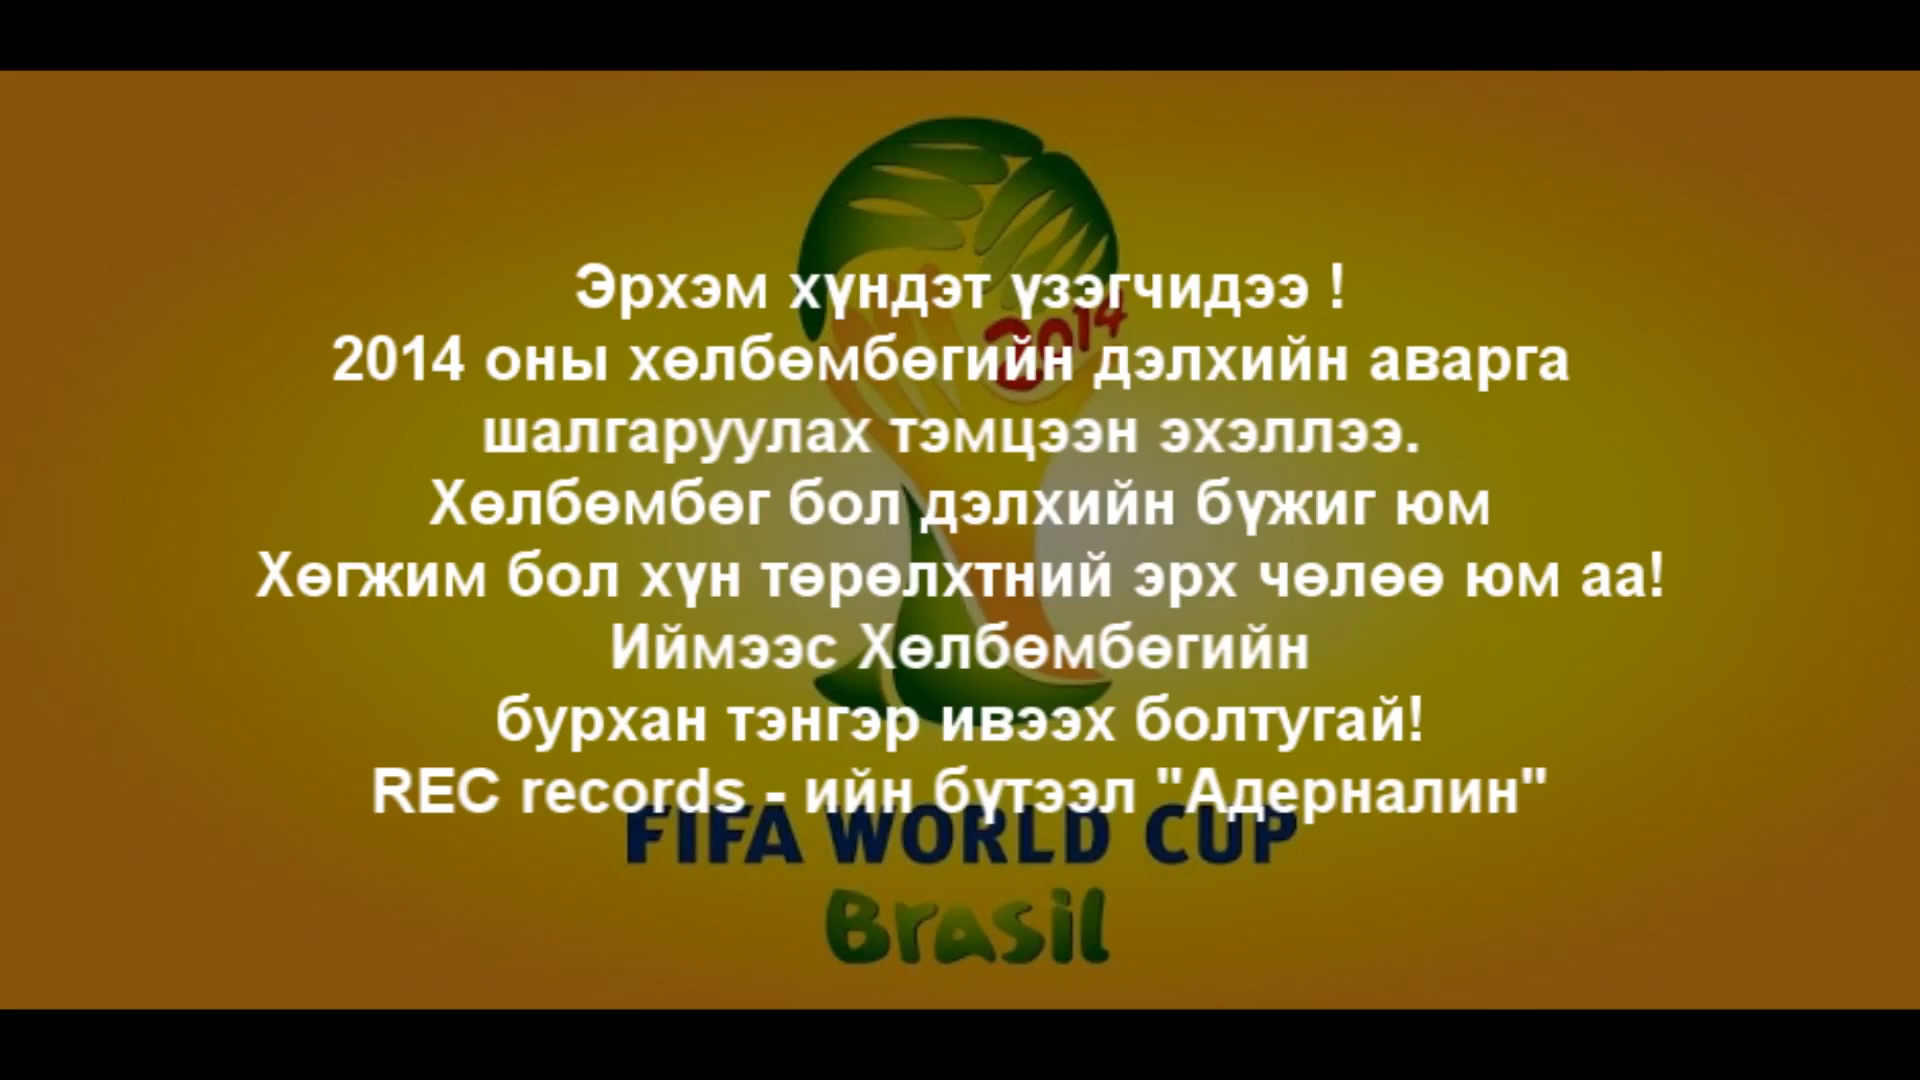 Эрхэм хүндэт үзэгчидээ !
2014 оны хөлбөмбөгийн дэлхийн аварга
шалгаруулах тэмцээн эхэллээ.
Хөлбөмбөг бол дэлхийн бүжиг юм
Хөгжим бол хүн төрөлхтний эрх чөлөө юм аа!
Иймээс Хөлбөмбөгийн
бурхан тэнгэр ивээх болтугай!
REC records - ийн бүтээл "Адерналин"
2014
FIFA WORLD CUP
Brasil